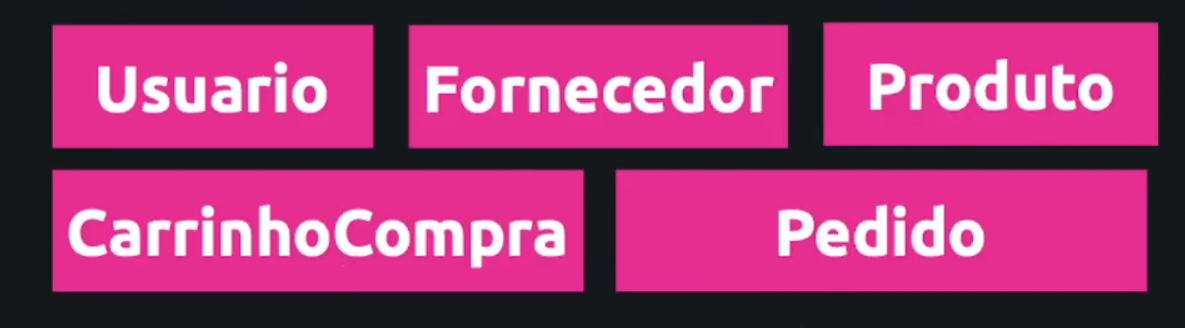 Usuario Fornecedor Produto
CarrinhoCompra Pedido